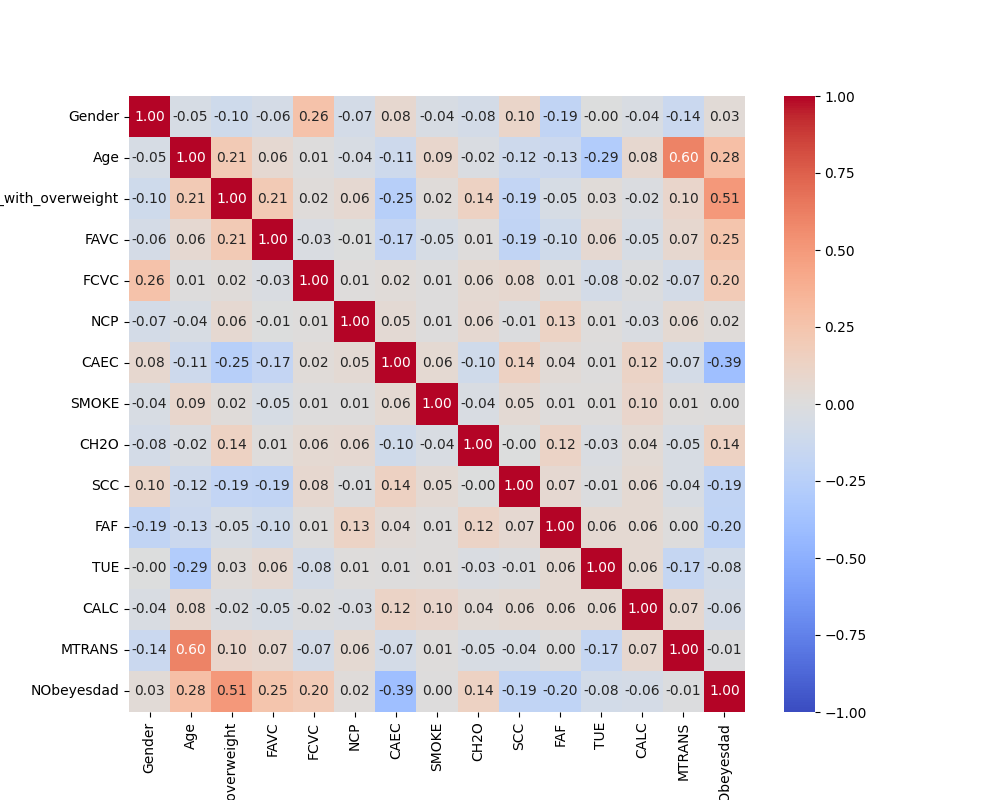 Gender 1.00 -0.05 -0.10 -0.06 0.26 -0.07 0.08 -0.04 -0.08 0.10 -0.19 -0.00 -0.04 -0.14 0.03
Age -0.05 1.00 0.21 0.06 0.01 -0.04 -0.11 0.09 -0.02 -0.12 -0.13 -0.29 0.08 0.60 0.28
_with_overweight -0.10 0.21 1.00 0.21 0.02 0.06 -0.25 0.02 0.14 -0.19 -0.05 0.03 -0.02 0.10 0.51
FAVC -0.06 0.06 0.21 1.00 -0.03 -0.01 -0.17 -0.05 0.01 -0.19 -0.10 0.06 -0.05 0.07 0.25
FCVC 0.26 0.01 0.02 -0.03 1.00 0.01 0.02 0.01 0.06 0.08 0.01 -0.08 -0.02 -0.07 0.20
NCP -0.07 -0.04 0.06 -0.01 0.01 1.00 0.05 0.01 0.06 -0.01 0.13 0.01 -0.03 0.06 0.02
CAEC 0.08 -0.11 -0.25 -0.17 0.02 0.05 1.00 0.06 -0.10 0.14 0.04 0.01 0.12 -0.07 -0.39
SMOKE -0.04 0.09 0.02 -0.05 0.01 0.01 0.06 1.00 -0.04 0.05 0.01 0.01 0.10 0.01 0.00
CH2O -0.08 -0.02 0.14 0.01 0.06 0.06 -0.10 -0.04 1.00 -0.00 0.12 -0.03 0.04 -0.05 0.14
SCC 0.10 -0.12 -0.19 -0.19 0.08 -0.01 0.14 0.05 -0.00 1.00 0.07 -0.01 0.06 -0.04 -0.19
FAF -0.19 -0.13 -0.05 -0.10 0.01 0.13 0.04 0.01 0.12 0.07 1.00 0.06 0.06 0.00 -0.20
TUE -0.00 -0.29 0.03 0.06 -0.08 0.01 0.01 0.01 -0.03 -0.01 0.06 1.00 0.06 -0.17 -0.08
CALC -0.04 0.08 -0.02 -0.05 -0.02 -0.03 0.12 0.10 0.04 0.06 0.06 0.06 1.00 0.07 -0.06
MTRANS -0.14 0.60 0.10 0.07 -0.07 0.06 -0.07 0.01 -0.05 -0.04 0.00 -0.17 0.07 1.00 -0.01
NObeyesdad 0.03 0.28 0.51 0.25 0.20 0.02 -0.39 0.00 0.14 -0.19 -0.20 -0.08 -0.06 -0.01 1.00
Gender
Age
overweight
FAVC
FCVC
NCP
CAEC
SMOKE
CH2O
SCC
FAF
TUE
CALC
MTRANS
Obeyesdad
1.00
0.75
0.50
0.25
0.00
−0.25
−0.50
−0.75
−1.00